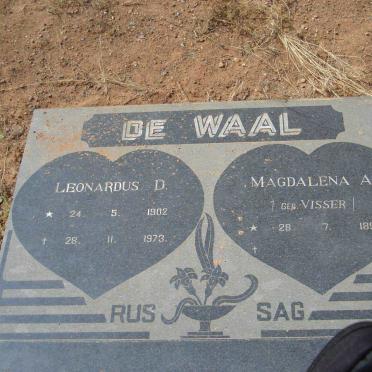 DE WAAL
LEONARDUS D.
* 24. 5. 1902
† 28. 11. 1973.
MAGDALENA A
( GEB. VISSER )
* 28. 7.
†
RUS SAG